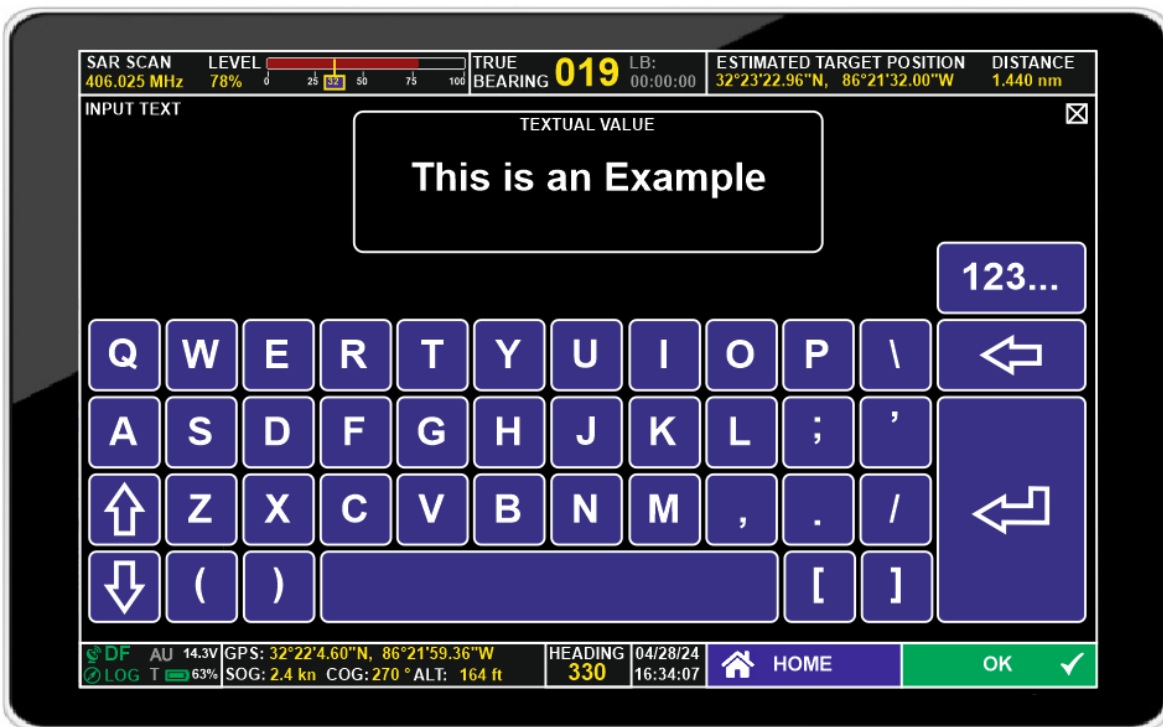 SAR SCAN LEVEL TRUE BEARING 019 LB: 00:00:00 ESTIMATED TARGET POSITION DISTANCE
406.025 MHz 78% 0 25 32 50 75 100 32°23'22.96"N, 86°21'32.00"W 1.440 nm
INPUT TEXT
TEXTUAL VALUE
This is an Example
123...
Q W E R T Y U I O P \
A S D F G H J K L ; ’
Z X C V B N M , . /
( ) [ ]
DF AU 14.3V GPS: 32°22'4.60"N, 86°21'59.36"W HEADING 04/28/24 HOME OK
LOG T 63% SOG: 2.4 kn COG: 270 ° ALT: 164 ft 330 16:34:07